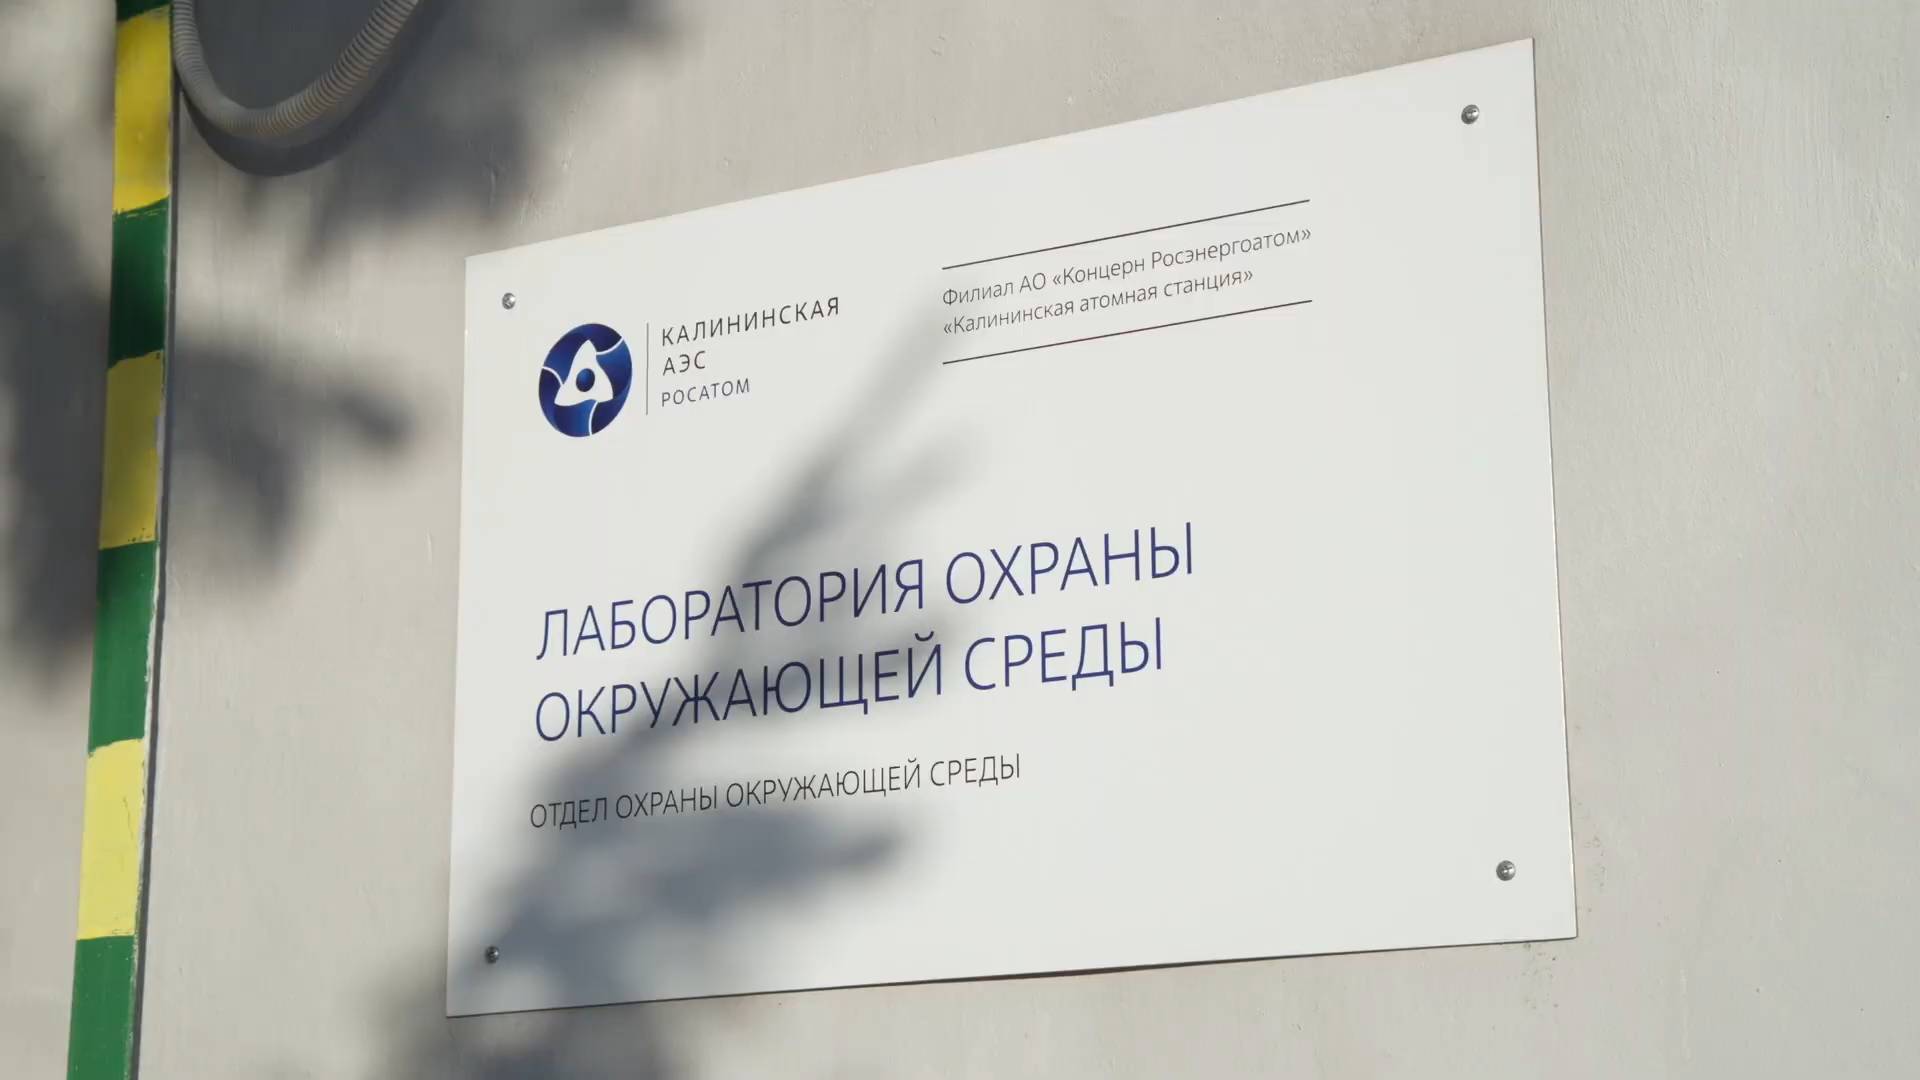 КАЛИНИНСКАЯ
АЭС
РОСАТОМ
Филиал АО «Концерн Росэнергоатом»
«Калининская атомная станция»
ЛАБОРАТОРИЯ ОХРАНЫ
ОКРУЖАЮЩЕЙ СРЕДЫ
ОТДЕЛ ОХРАНЫ ОКРУЖАЮЩЕЙ СРЕДЫ